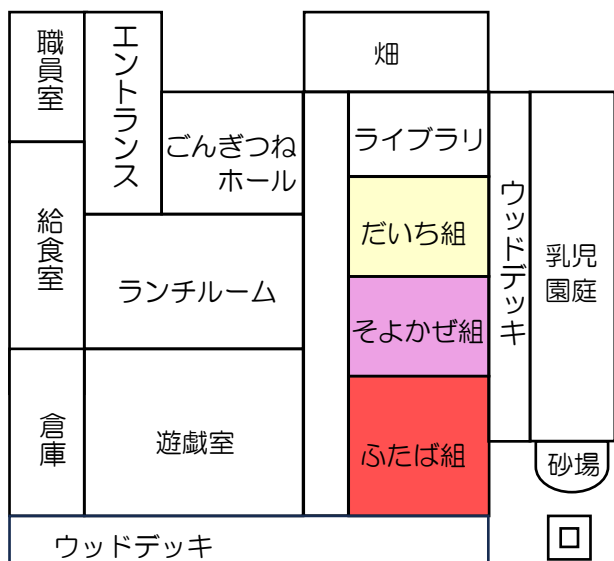 職員室
エントランス
畑
ごんぎつね
ホール
ライブラリ
給食室
ランチルーム
だいち組
ウッドデッキ
乳児
園庭
そよかぜ組
倉庫
遊戯室
ふたば組
砂場
ウッドデッキ